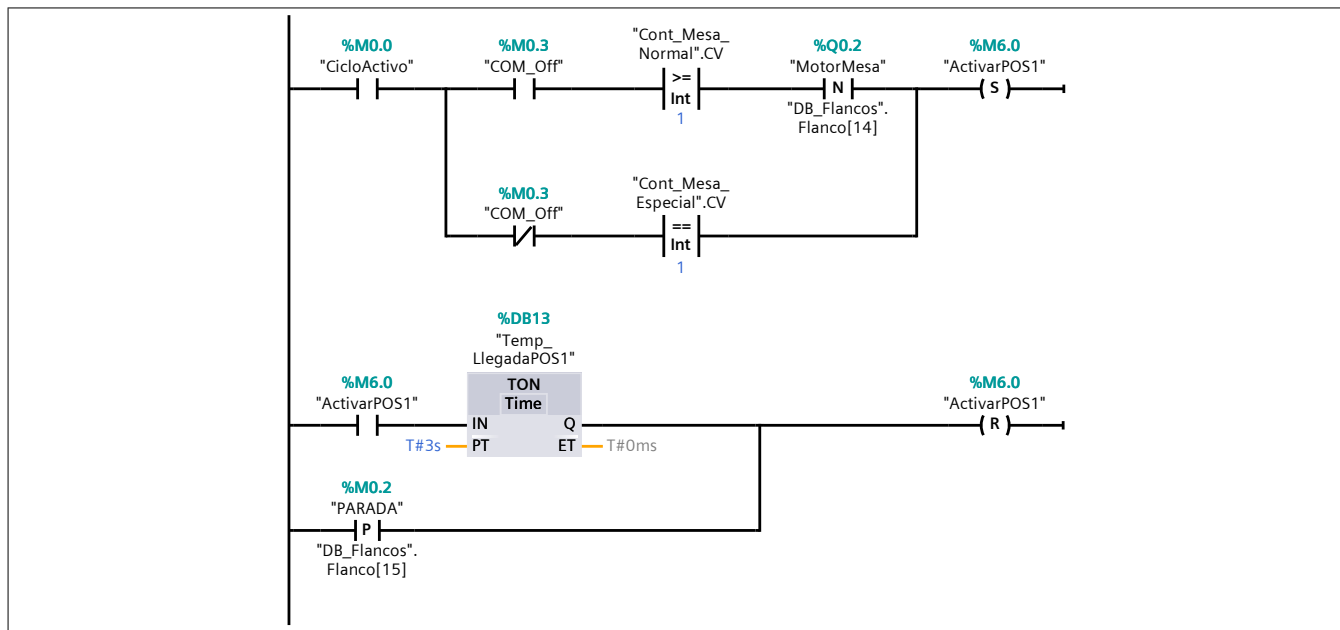 "Cont_Mesa_
Normal".CV
%M0.0
"CicloActivo"
%M0.3
"COM_Off"
>=
Int
1
%Q0.2
"MotorMesa"
N
"DB_Flancos".
Flanco[14]
%M6.0
"ActivarPOS1"
S
%M0.3
"COM_Off"
"Cont_Mesa_
Especial".CV
==
Int
1
%DB13
"Temp_
LlegadaPOS1"
%M6.0
"ActivarPOS1"
TON
Time
IN Q
T#3s PT ET T#0ms
%M6.0
"ActivarPOS1"
R
%M0.2
"PARADA"
P
"DB_Flancos".
Flanco[15]